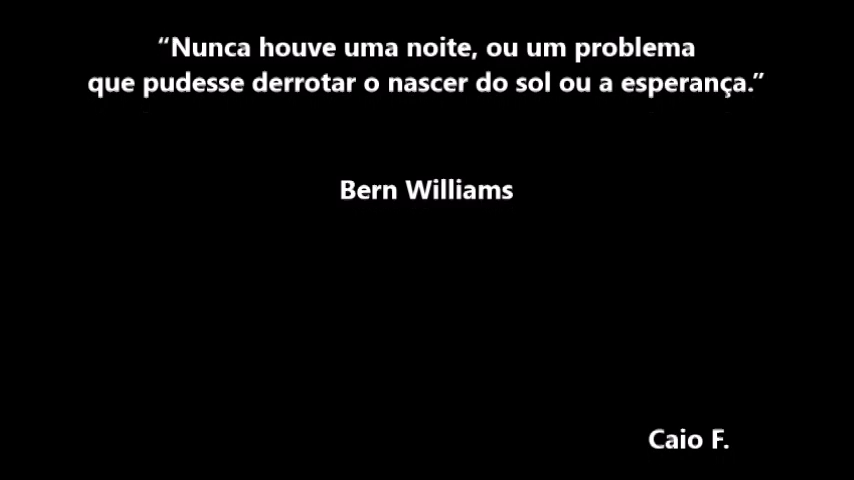 “Nunca houve uma noite, ou um problema
que pudesse derrotar o nascer do sol ou a esperança.”
Bern Williams
Caio F.